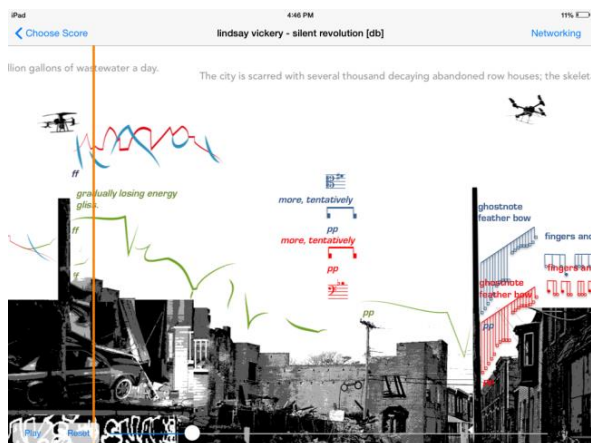 iPad
4:46 PM
11%
Choose Score
lindsay vickery - silent revolution [db]
Networking
llion gallons of wastewater a day.
The city is scarred with several thousand decaying abandoned row houses; the skelet
ff
gradually losing energy
gliss.
ff
ff
more, tentatively
pp
more, tentatively
pp
pp
ghostnote
feather bow
fingers and
ghostnote
feather bow
fingers an
pp
Play
Reset